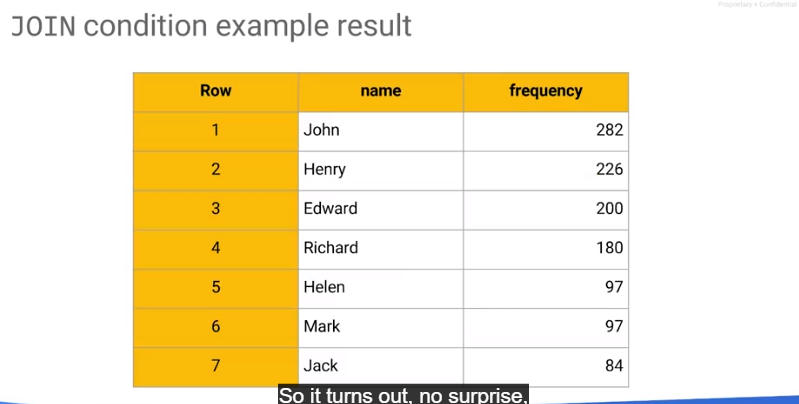 Proprietary + Confidential
JOIN condition example result
Row name frequency
1 John 282
2 Henry 226
3 Edward 200
4 Richard 180
5 Helen 97
6 Mark 97
7 Jack 84
So it turns out, no surprise,